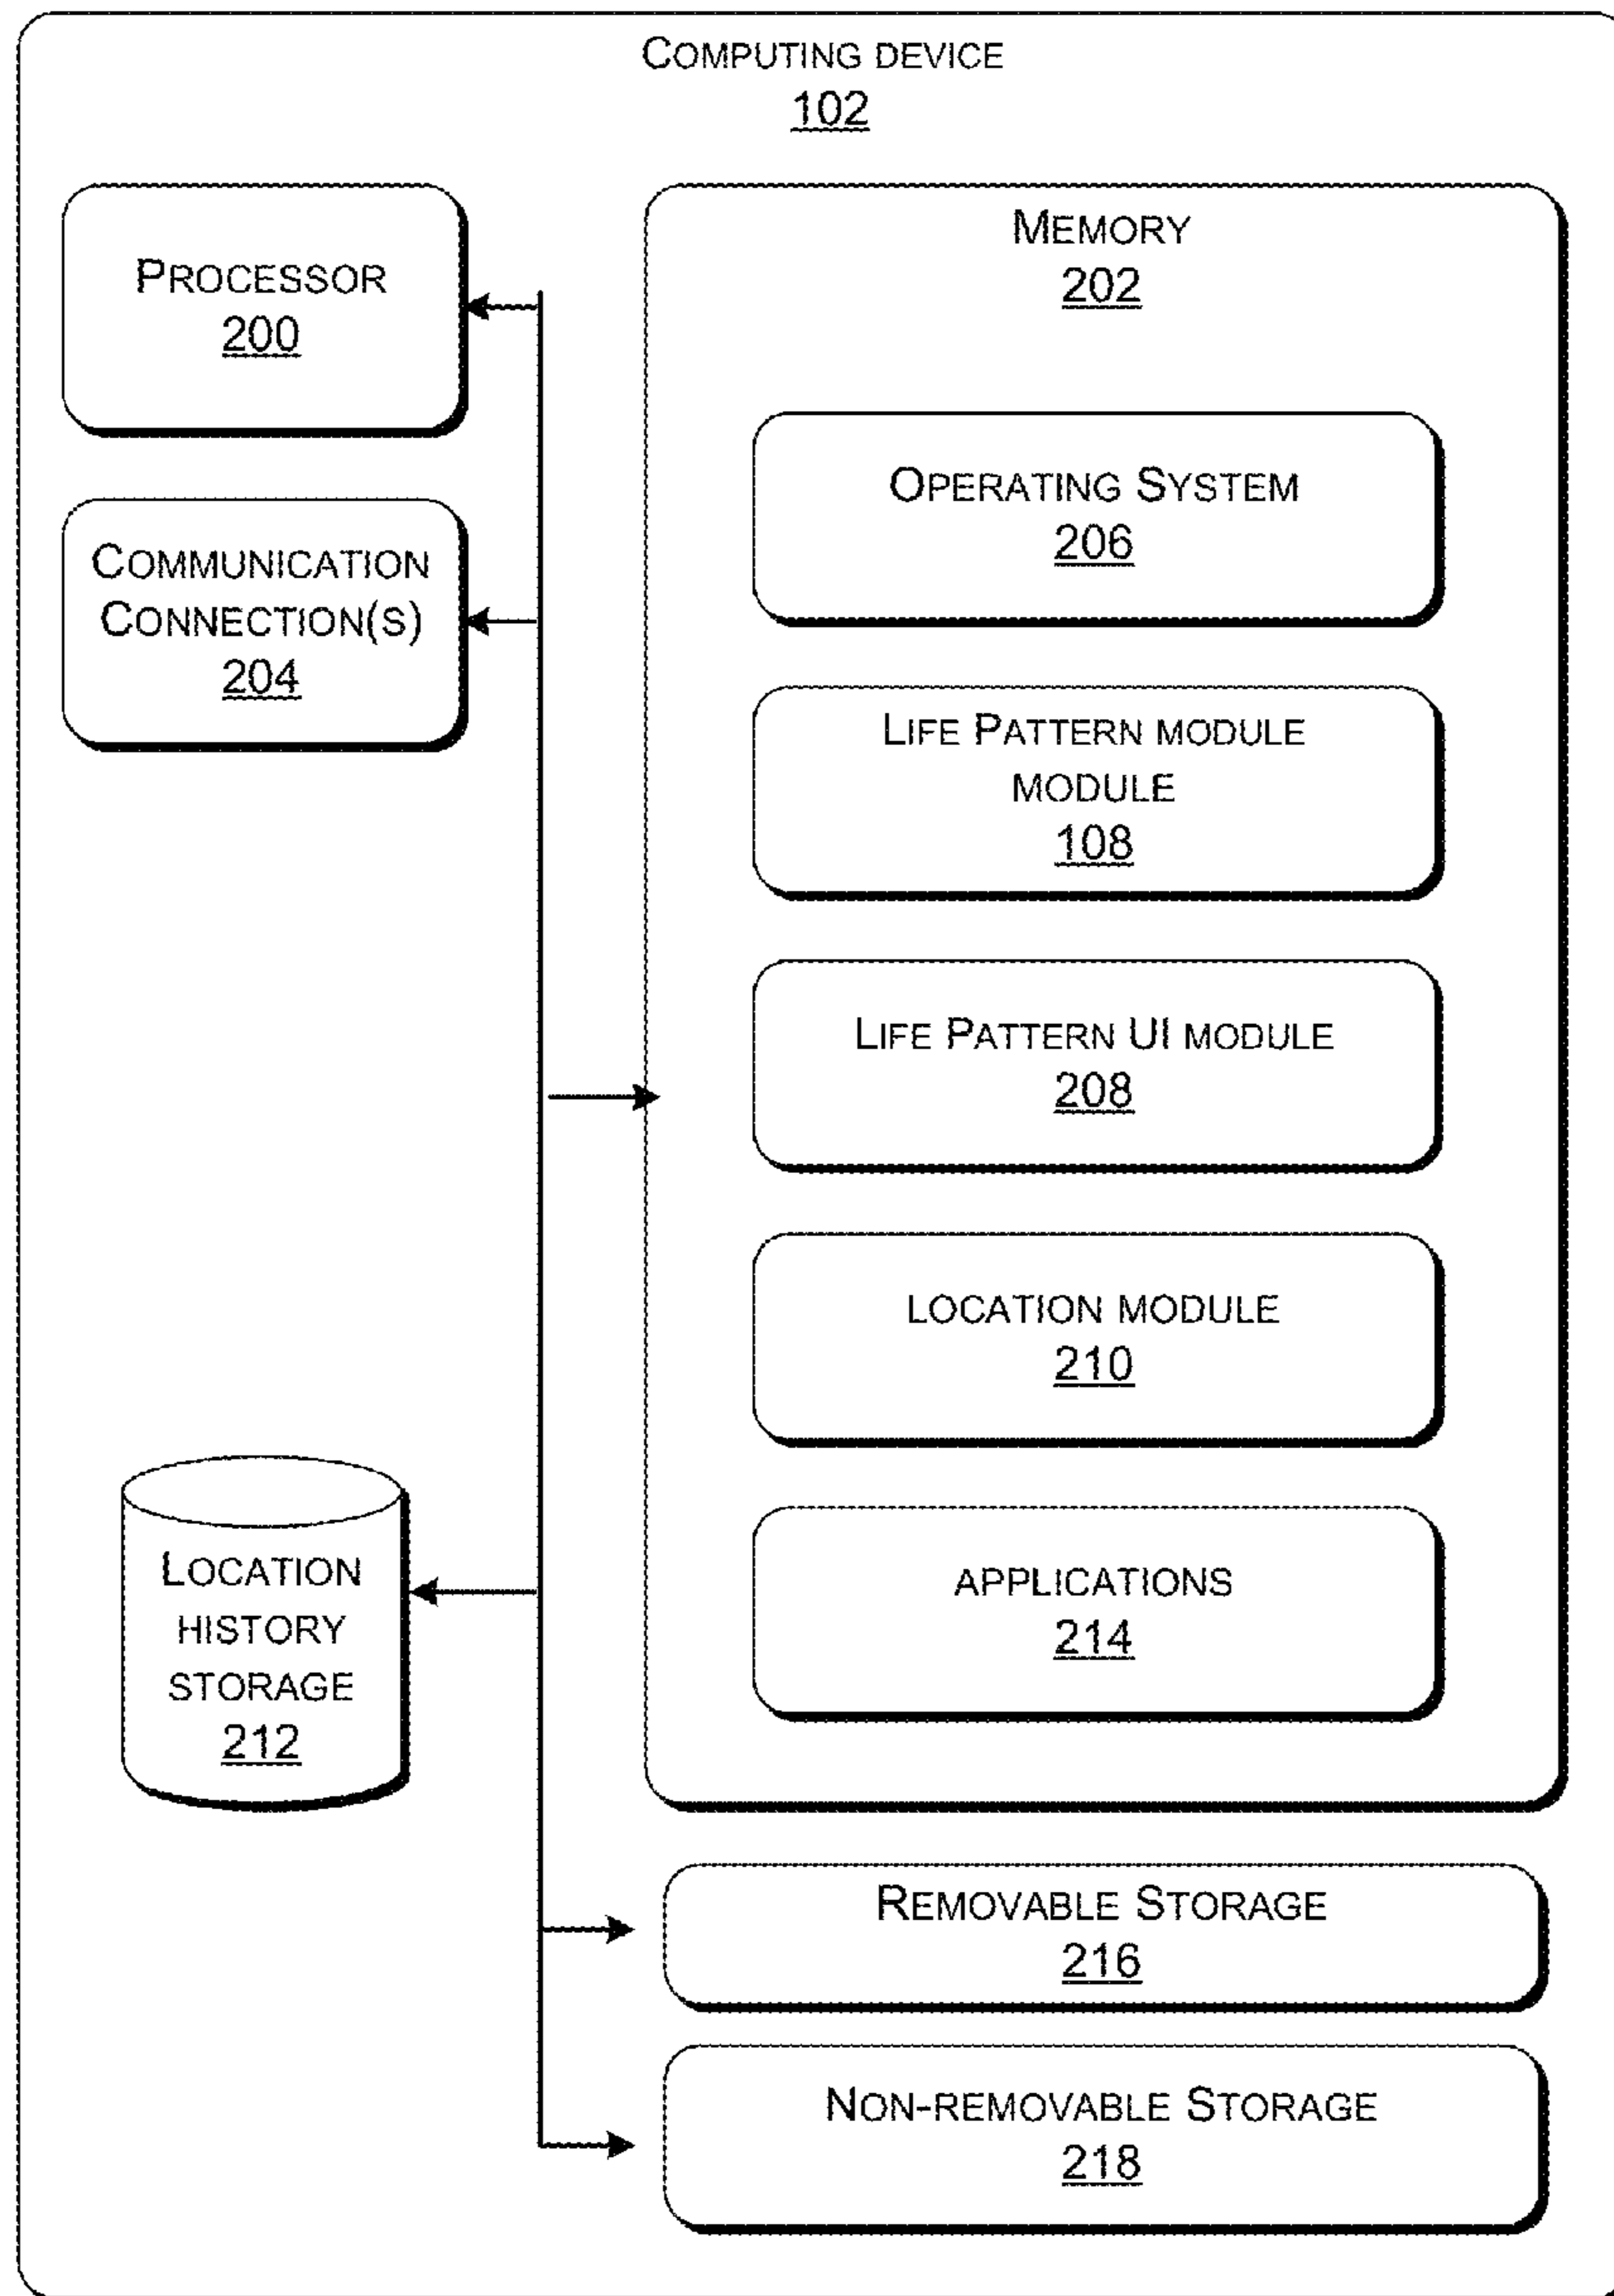 COMPUTING DEVICE
102
PROCESSOR
200
COMMUNICATION
CONNECTION(S)
204
LOCATION
HISTORY
STORAGE
212
MEMORY
202
OPERATING SYSTEM
206
LIFE PATTERN MODULE
MODULE
108
LIFE PATTERN UI MODULE
208
LOCATION MODULE
210
APPLICATIONS
214
REMOVABLE STORAGE
216
NON-REMOVABLE STORAGE
218